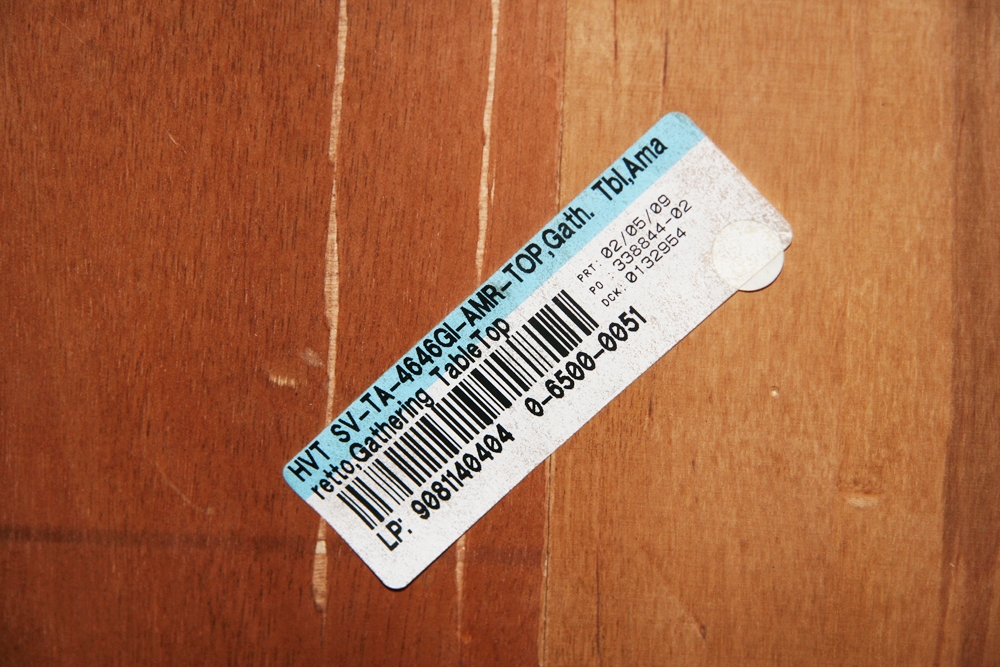 HVT SV-TA-4646GI-AMR-TOP,Gath. Tbl,Ama
retto,Gathering TableTop
PRT: 02/05/09
PO : 338844-02
DCK: 0132954
LP: 9081140404 0-6500-0051